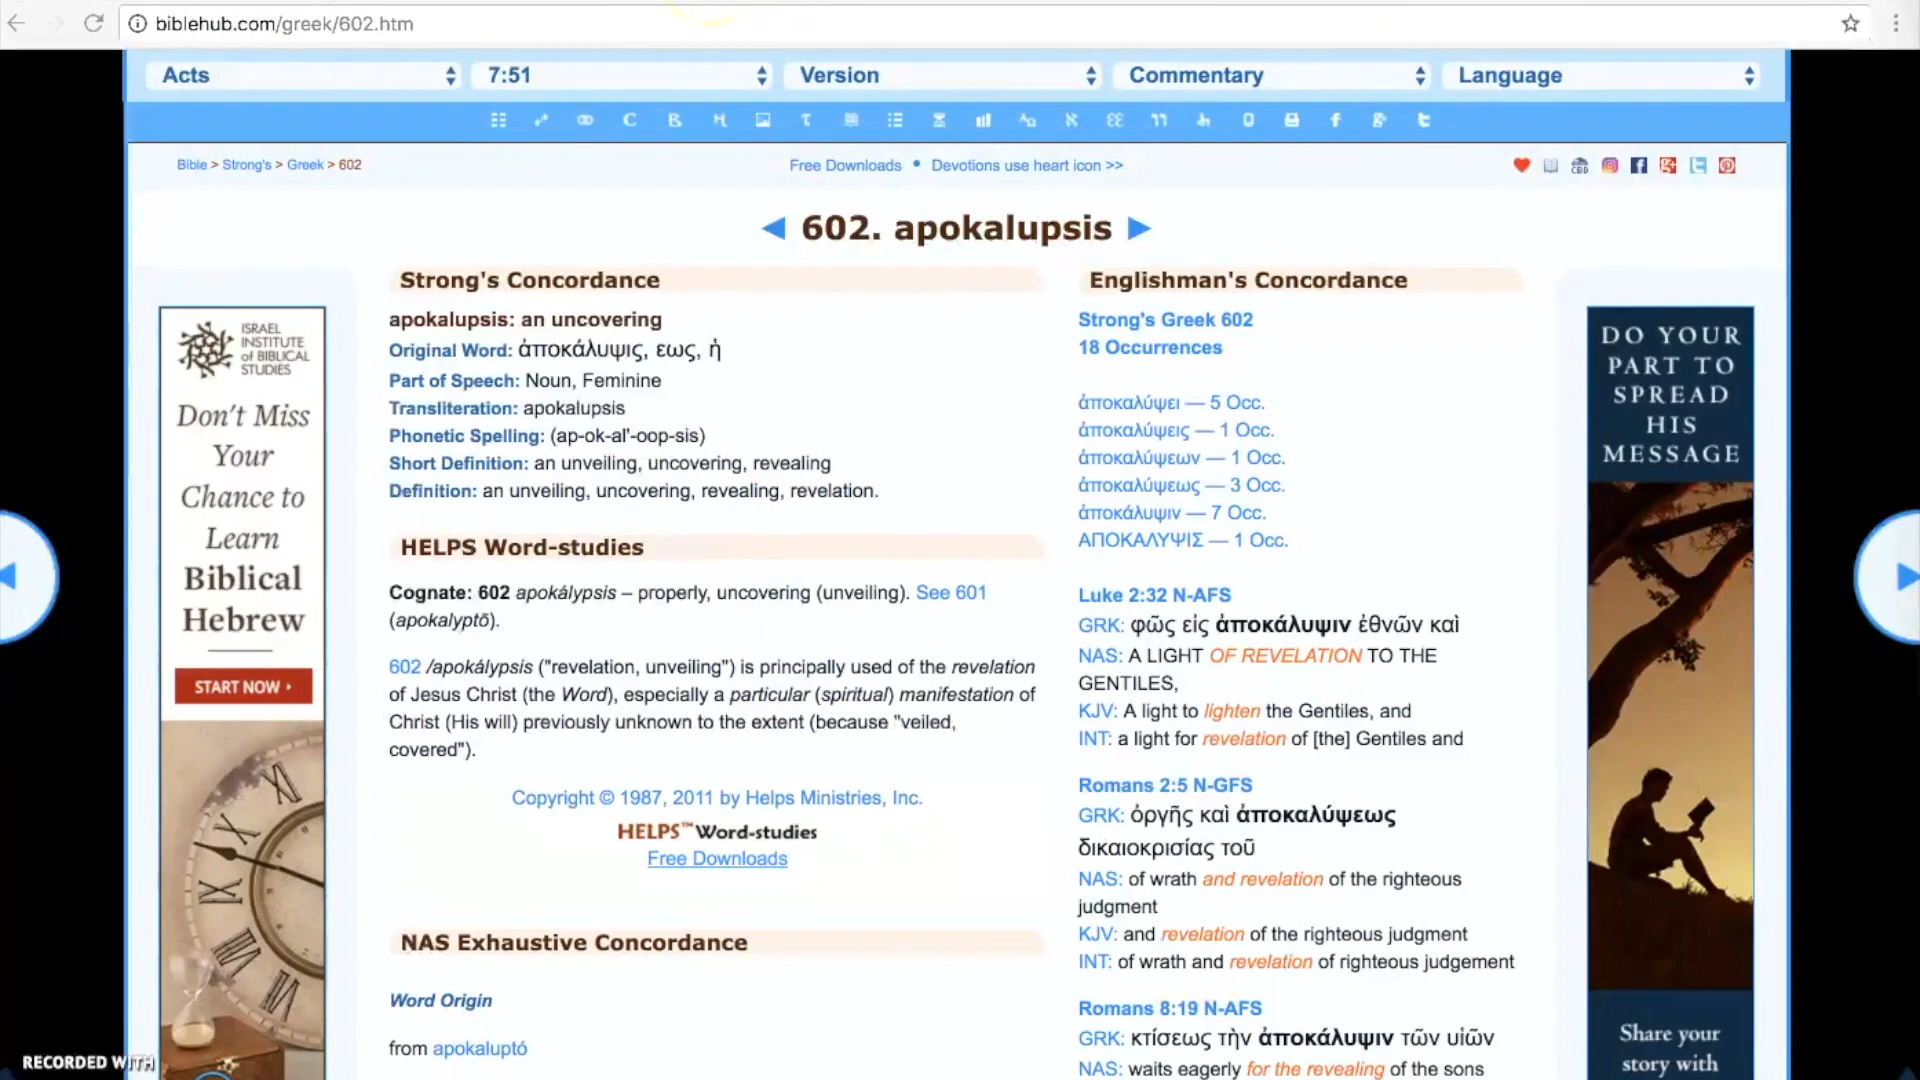 biblehub.com/greek/602.htm
Acts
7:51
Version
Commentary
Language
Bible > Strong's > Greek > 602
Free Downloads • Devotions use heart icon >>
602. apokalupsis
ISRAEL
INSTITUTE
of BIBLICAL
STUDIES
Don't Miss
Your
Chance to
Learn
Biblical
Hebrew
START NOW
Strong's Concordance
apokalupsis: an uncovering
Original Word: ἀποκάλυψις, εως, ἡ
Part of Speech: Noun, Feminine
Transliteration: apokalupsis
Phonetic Spelling: (ap-ok-al'-oop-sis)
Short Definition: an unveiling, uncovering, revealing
Definition: an unveiling, uncovering, revealing, revelation.
HELPS Word-studies
Cognate: 602 apokálypsis – properly, uncovering (unveiling). See 601
(apokalyptō).
602 /apokálypsis ("revelation, unveiling") is principally used of the revelation
of Jesus Christ (the Word), especially a particular (spiritual) manifestation of
Christ (His will) previously unknown to the extent (because "veiled,
covered").
Copyright © 1987, 2011 by Helps Ministries, Inc.
HELPS™ Word-studies
Free Downloads
NAS Exhaustive Concordance
Word Origin
from apokaluptó
Englishman's Concordance
Strong's Greek 602
18 Occurrences
ἀποκαλύψει — 5 Occ.
ἀποκαλύψεις — 1 Occ.
ἀποκαλύψεων — 1 Occ.
ἀποκαλύψεως — 3 Occ.
ἀποκάλυψιν — 7 Occ.
ΑΠΟΚΑΛΥΨΙΣ — 1 Occ.
Luke 2:32 N-AFS
GRK: φῶς εἰς ἀποκάλυψιν ἐθνῶν καὶ
NAS: A LIGHT OF REVELATION TO THE
GENTILES,
KJV: A light to lighten the Gentiles, and
INT: a light for revelation of [the] Gentiles and
Romans 2:5 N-GFS
GRK: ὀργῆς καὶ ἀποκαλύψεως
δικαιοκρισίας τοῦ
NAS: of wrath and revelation of the righteous
judgment
KJV: and revelation of the righteous judgment
INT: of wrath and revelation of righteous judgement
Romans 8:19 N-AFS
GRK: κτίσεως τὴν ἀποκάλυψιν τῶν υἱῶν
NAS: waits eagerly for the revealing of the sons
DO YOUR
PART TO
SPREAD
HIS
MESSAGE
Share your
story with
RECORDED WITH